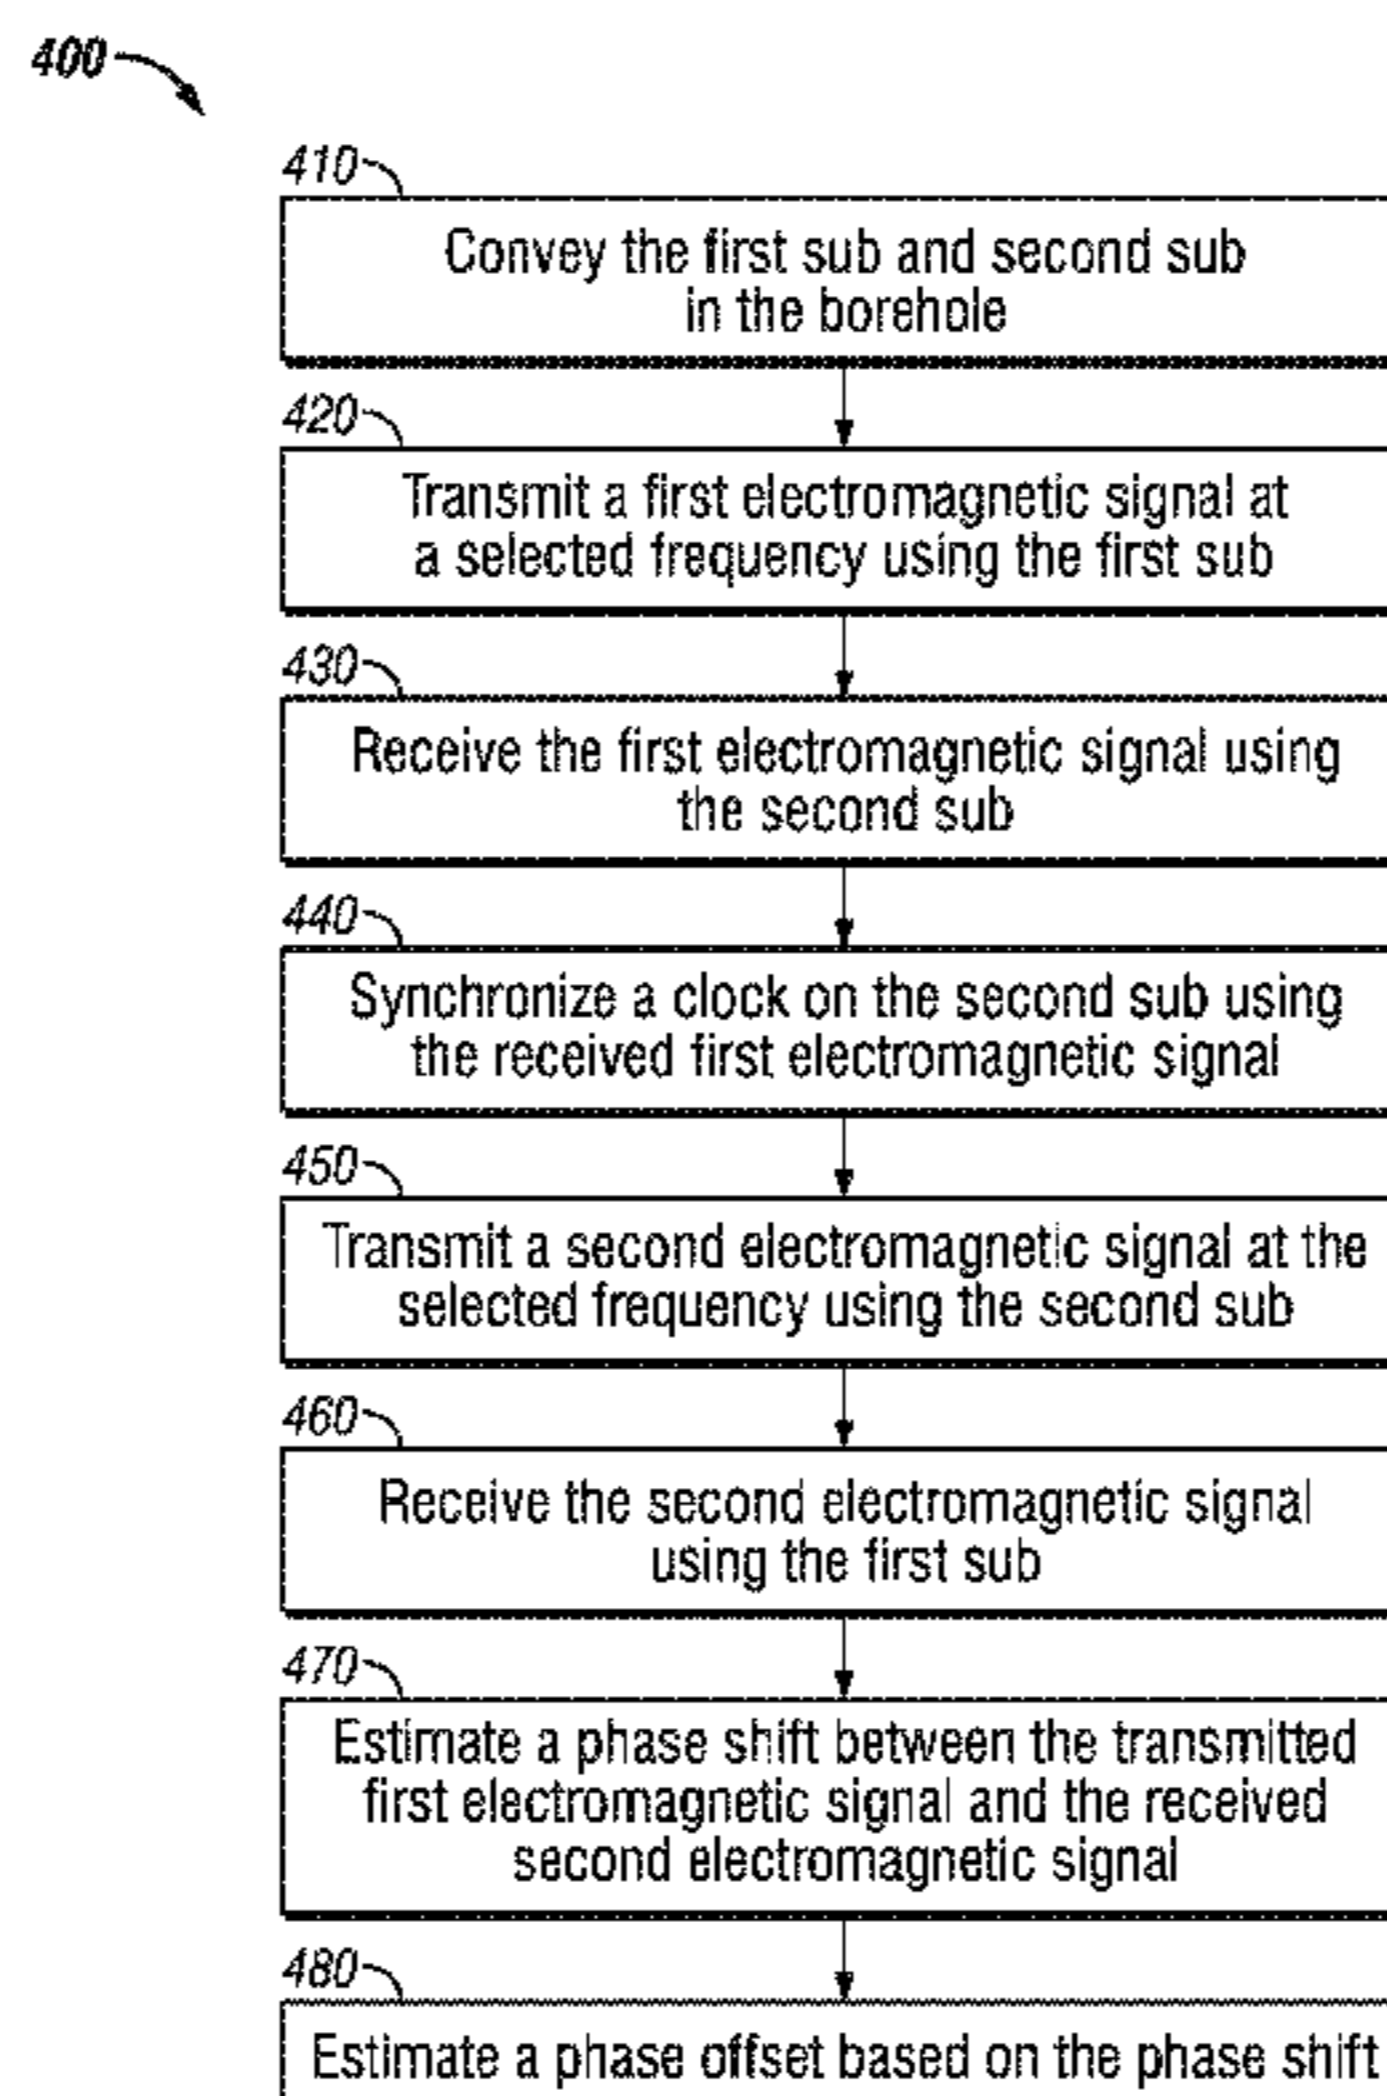 400
410
Convey the first sub and second sub
in the borehole
420
Transmit a first electromagnetic signal at
a selected frequency using the first sub
430
Receive the first electromagnetic signal using
the second sub
440
Synchronize a clock on the second sub using
the received first electromagnetic signal
450
Transmit a second electromagnetic signal at the
selected frequency using the second sub
460
Receive the second electromagnetic signal
using the first sub
470
Estimate a phase shift between the transmitted
first electromagnetic signal and the received
second electromagnetic signal
480
Estimate a phase offset based on the phase shift